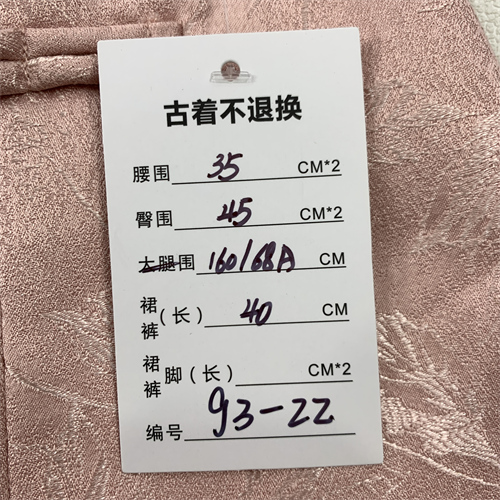 古着不退换
腰围 35 CM*2
臀围 45 CM*2
大腿围 160/68A CM
裙裤(长) 40 CM
裙裤脚(长) CM*2
编号 93-22